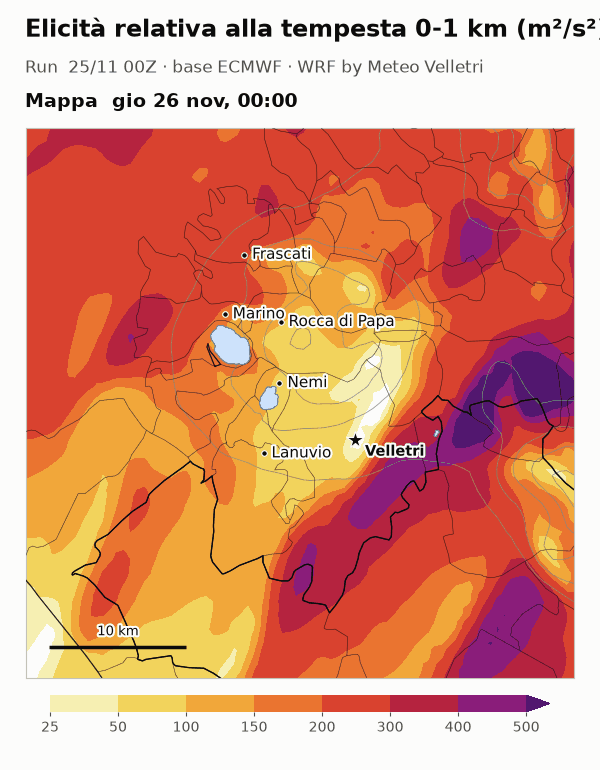 Elicità relativa alla tempesta 0-1 km (m²/s²)
Run  25/11 00Z · base ECMWF · WRF by Meteo Velletri
Mappa  gio 26 nov, 00:00
Frascati
Marino
Rocca di Papa
Nemi
Velletri
Lanuvio
10 km
25 50 100 150 200 300 400 500